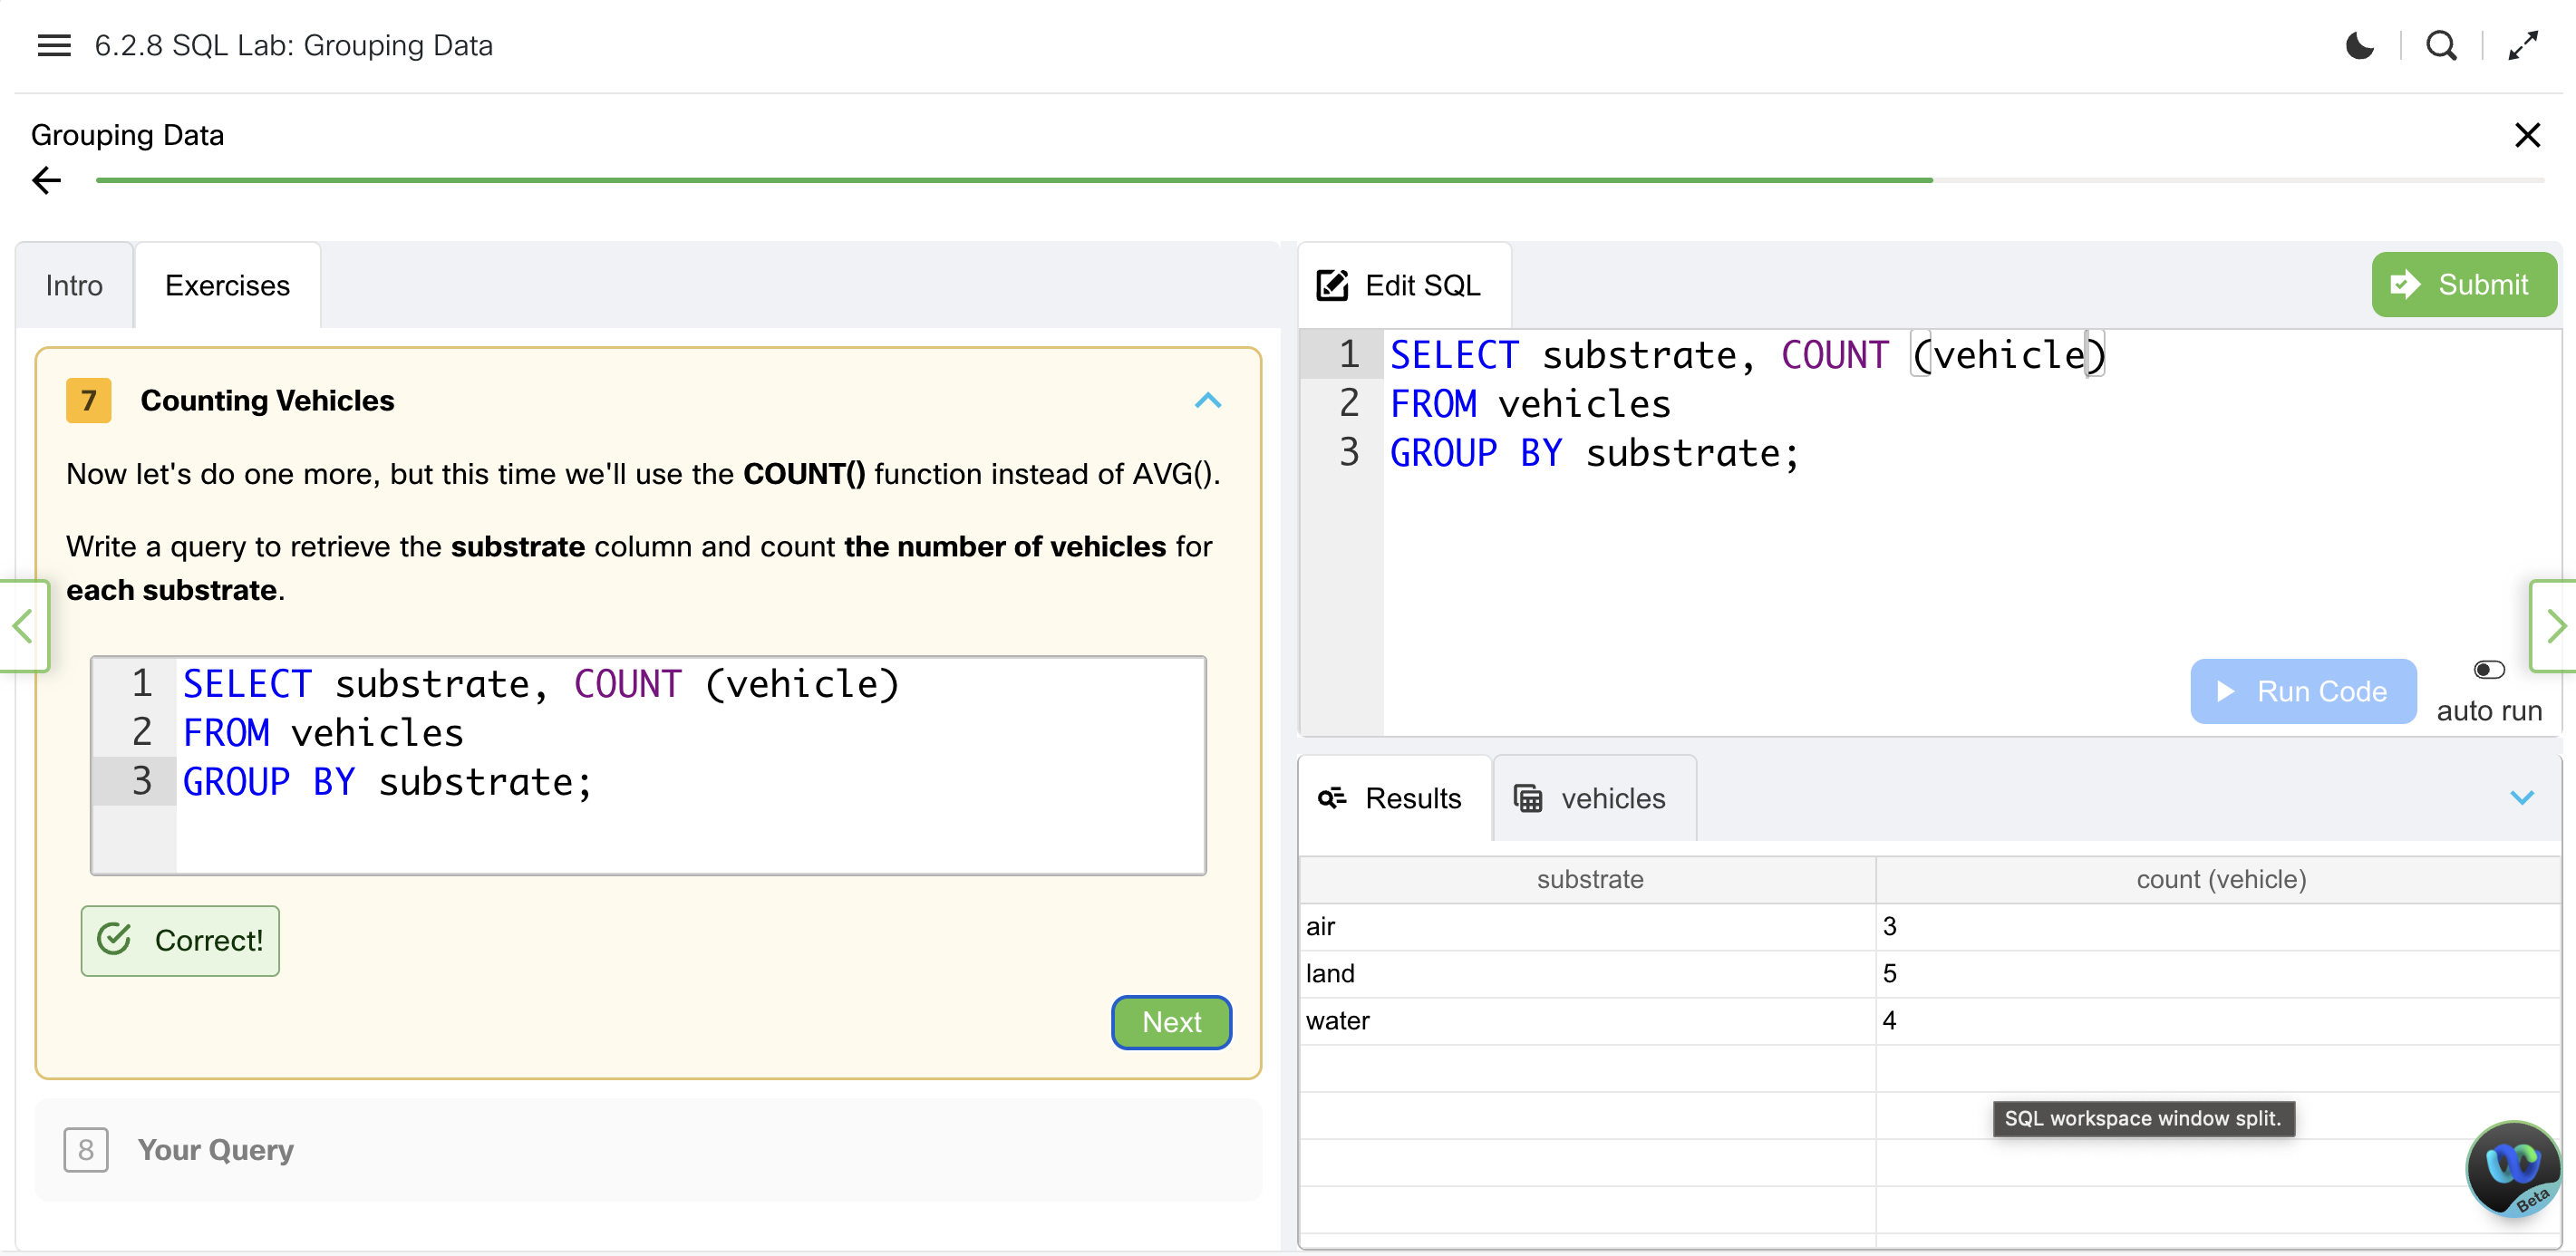 6.2.8 SQL Lab: Grouping Data
Grouping Data
Intro
Exercises
7
Counting Vehicles
Now let's do one more, but this time we'll use the COUNT() function instead of AVG().
Write a query to retrieve the substrate column and count the number of vehicles for
each substrate.
1 SELECT substrate, COUNT (vehicle)
2 FROM vehicles
3 GROUP BY substrate;
Correct!
Next
8
Your Query
Edit SQL
Submit
1 SELECT substrate, COUNT (vehicle)
2 FROM vehicles
3 GROUP BY substrate;
Run Code
auto run
Results
vehicles
substrate count (vehicle)
air 3
land 5
water 4
SQL workspace window split.
Beta